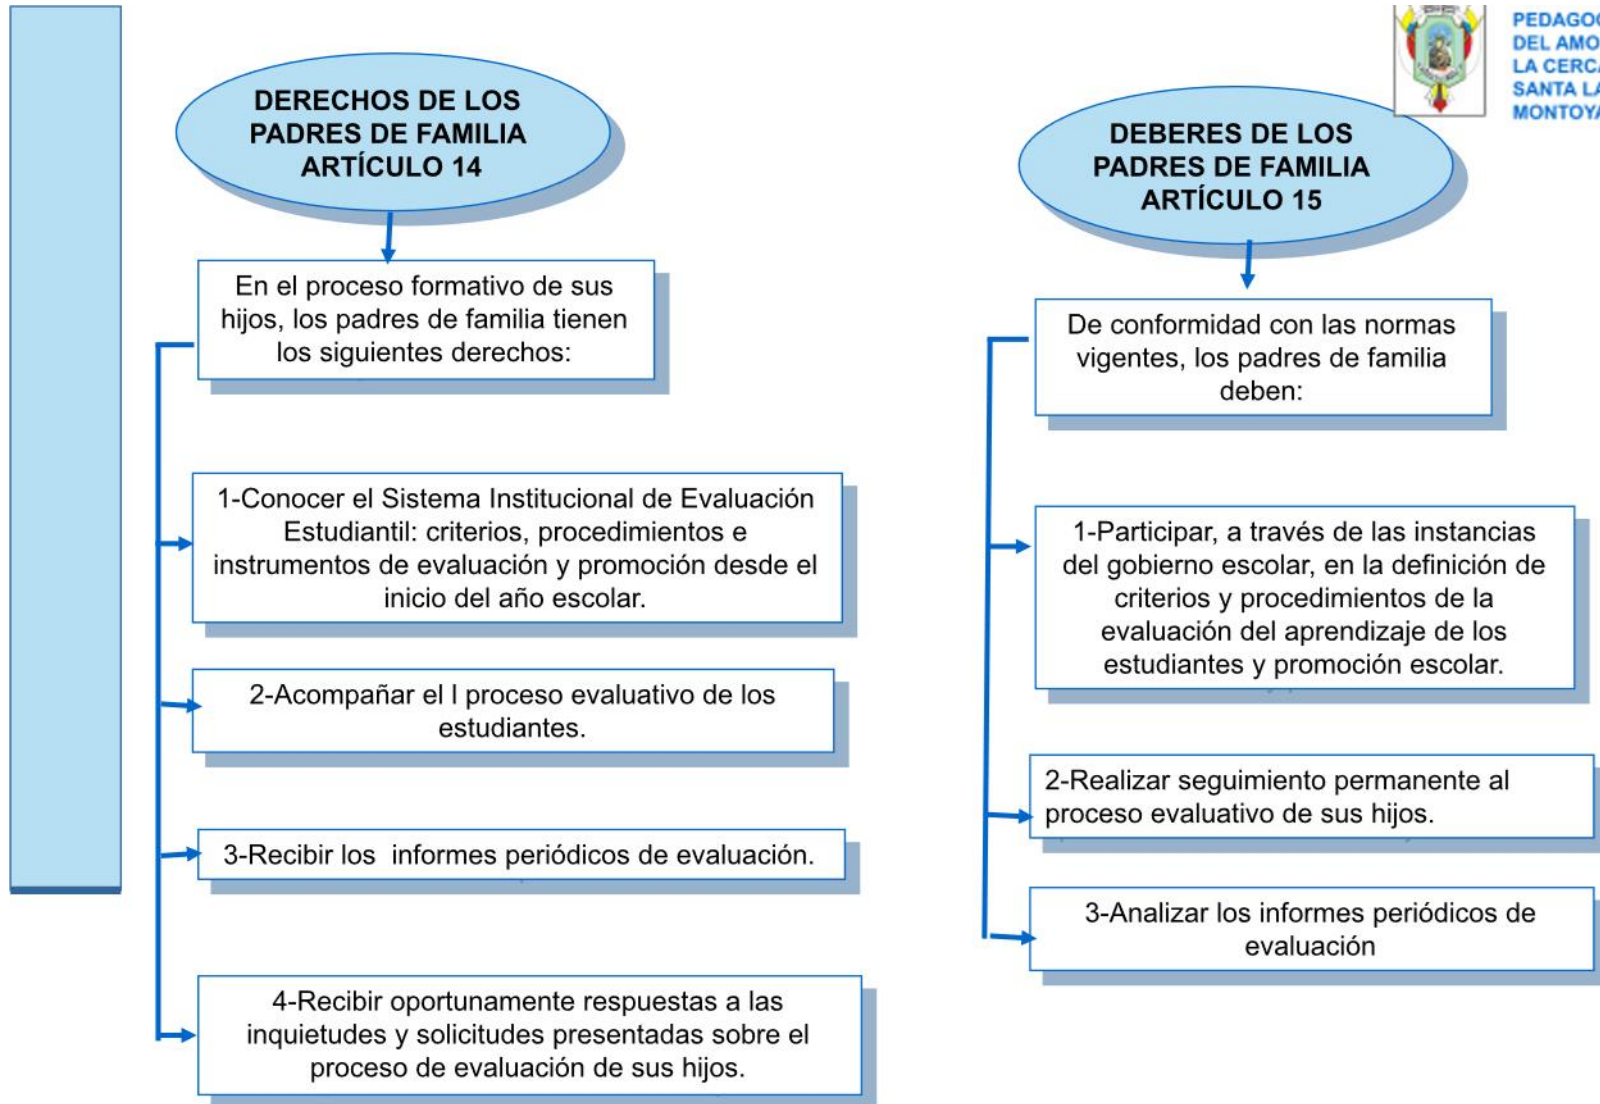 DERECHOS DE LOS
PADRES DE FAMILIA
ARTÍCULO 14
En el proceso formativo de sus
hijos, los padres de familia tienen
los siguientes derechos:
1-Conocer el Sistema Institucional de Evaluación
Estudiantil: criterios, procedimientos e
instrumentos de evaluación y promoción desde el
inicio del año escolar.
2-Acompañar el l proceso evaluativo de los
estudiantes.
3-Recibir los  informes periódicos de evaluación.
4-Recibir oportunamente respuestas a las
inquietudes y solicitudes presentadas sobre el
proceso de evaluación de sus hijos.
DEL
LA
SANTA
DEBERES DE LOS
PADRES DE FAMILIA
ARTÍCULO 15
De conformidad con las normas
vigentes, los padres de familia
deben:
1-Participar, a través de las instancias
del gobierno escolar, en la definición de
criterios y procedimientos de la
evaluación del aprendizaje de los
estudiantes y promoción escolar.
2-Realizar seguimiento permanente al
proceso evaluativo de sus hijos.
3-Analizar los informes periódicos de
evaluación